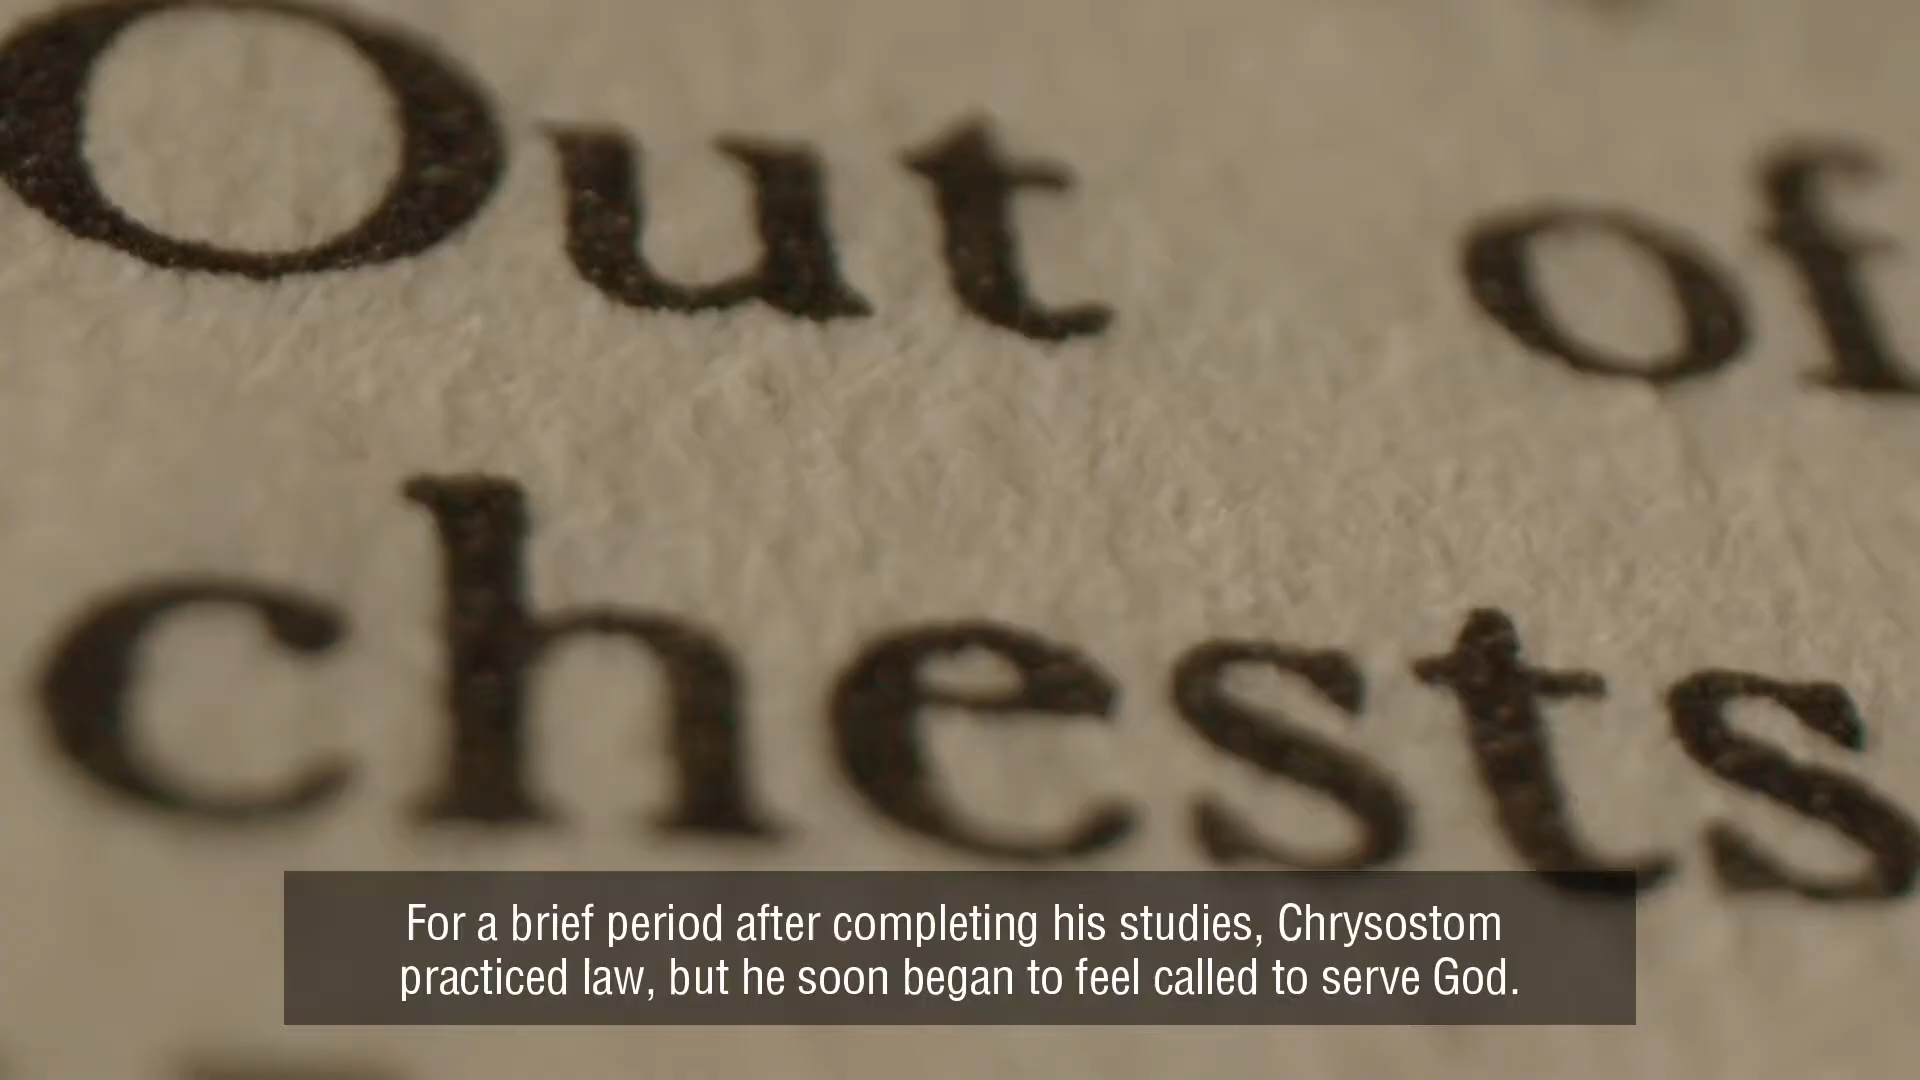 Out of
chests
For a brief period after completing his studies, Chrysostom
practiced law, but he soon began to feel called to serve God.